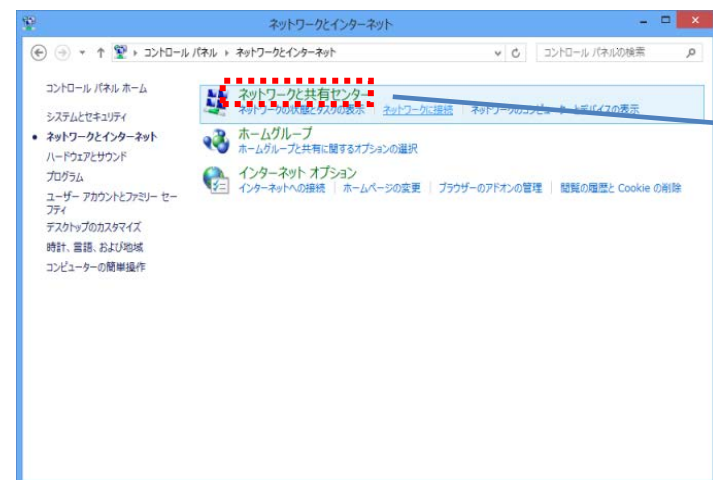 ネットワークとインターネット
コントロール パネル ▸ ネットワークとインターネット
コントロール パネルの検索
コントロール パネル ホーム
システムとセキュリティ
ネットワークとインターネット
ハードウェアとサウンド
プログラム
ユーザー アカウントとファミリー セー
フティ
デスクトップのカスタマイズ
時計、言語、および地域
コンピューターの簡単操作
ネットワークと共有センター
ネットワークの状態とタスクの表示 ネットワークに接続 ネットワークのコンピューターとデバイスの表示
ホームグループ
ホームグループと共有に関するオプションの選択
インターネット オプション
インターネットへの接続 ホームページの変更 ブラウザーのアドオンの管理 閲覧の履歴と Cookie の削除